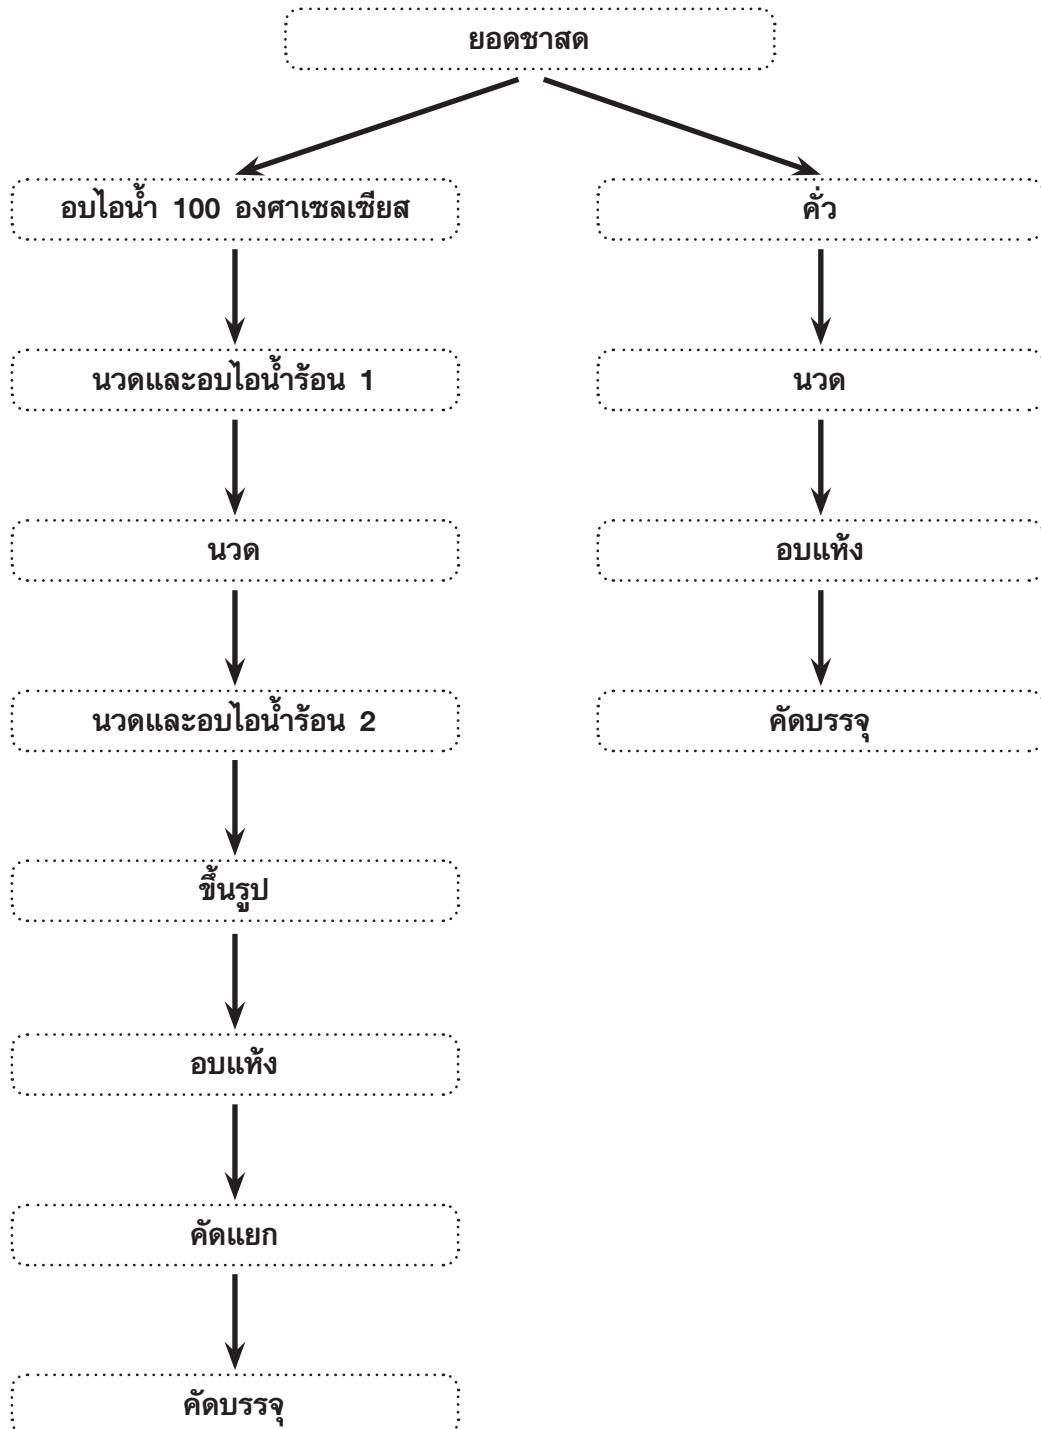 ยอดชาสด
อบไอน้ำ 100 องศาเซลเซียส
คั่ว
นวดและอบไอน้ำร้อน 1
นวด
นวด
อบแห้ง
นวดและอบไอน้ำร้อน 2
คัดบรรจุ
ขึ้นรูป
อบแห้ง
คัดแยก
คัดบรรจุ